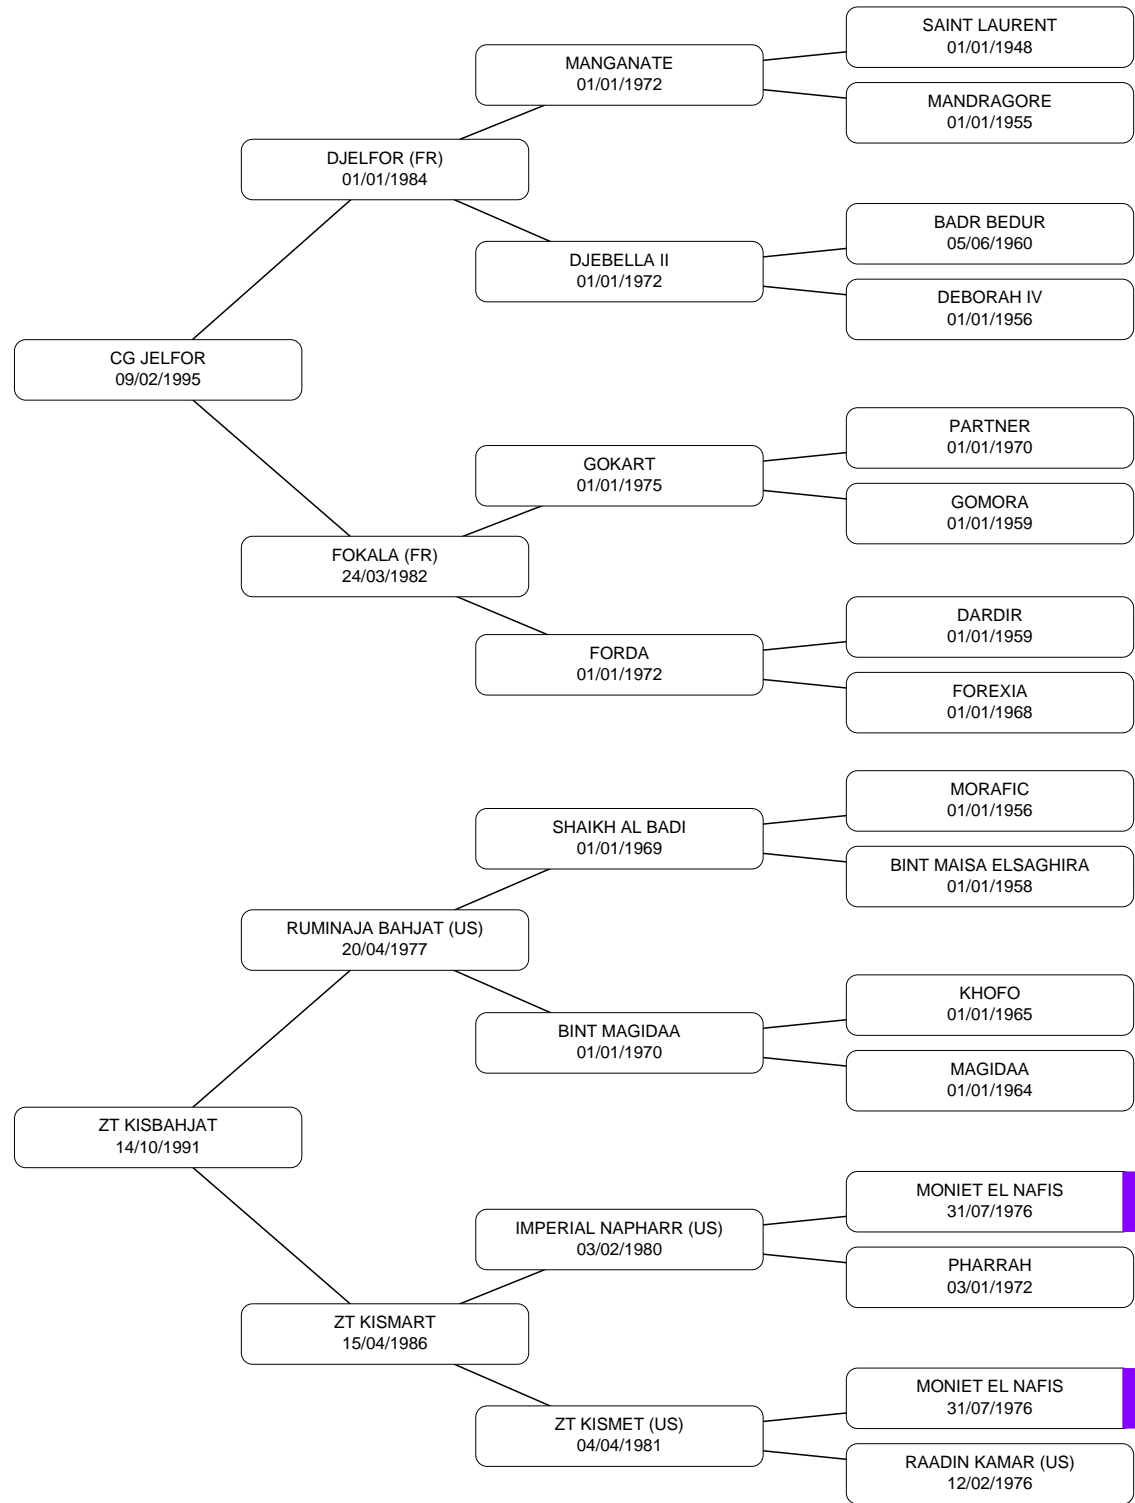 SAINT LAURENT
01/01/1948
MANGANATE
01/01/1972
MANDRAGORE
01/01/1955
DJELFOR (FR)
01/01/1984
BADR BEDUR
05/06/1960
DJEBELLA II
01/01/1972
DEBORAH IV
01/01/1956
CG JELFOR
09/02/1995
PARTNER
01/01/1970
GOKART
01/01/1975
GOMORA
01/01/1959
FOKALA (FR)
24/03/1982
DARDIR
01/01/1959
FORDA
01/01/1972
FOREXIA
01/01/1968
MORAFIC
01/01/1956
SHAIKH AL BADI
01/01/1969
BINT MAISA ELSAGHIRA
01/01/1958
RUMINAJA BAHJAT (US)
20/04/1977
KHOFO
01/01/1965
BINT MAGIDAA
01/01/1970
MAGIDAA
01/01/1964
ZT KISBAHJAT
14/10/1991
MONIET EL NAFIS
31/07/1976
IMPERIAL NAPHARR (US)
03/02/1980
PHARRAH
03/01/1972
ZT KISMART
15/04/1986
MONIET EL NAFIS
31/07/1976
ZT KISMET (US)
04/04/1981
RAADIN KAMAR (US)
12/02/1976